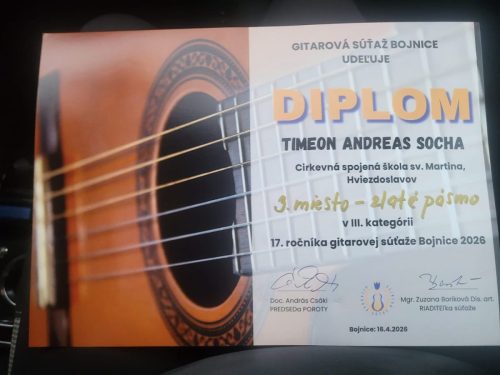 GITAROVÁ SÚŤAŽ BOJNICE
UDEĽUJE
DIPLOM
TIMEON ANDREAS SOCHA
Cirkevná spojená škola sv. Martina,
Hviezdoslavov
3. miesto - zlaté pásmo
v III. kategórii
17. ročníka gitarovej súťaže Bojnice 2026
Doc. András Csáki
PREDSEDa POROTY
Mgr. Zuzana Boriková Dis. art.
RIADITEľka súťaže
Bojnice: 16.4.2026